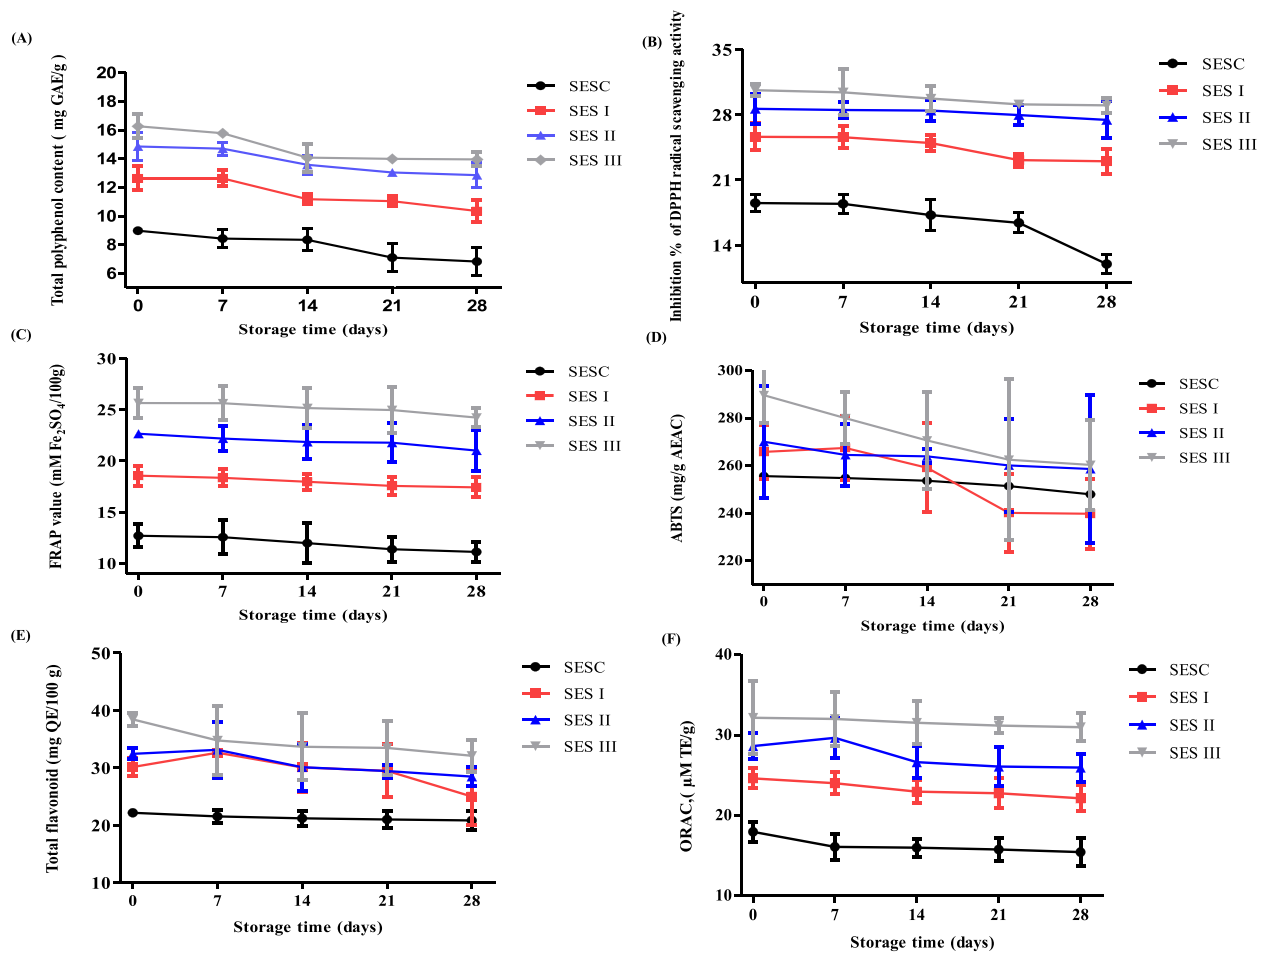 (A)
Total polyphenol content ( mg GAE/g )
20
18
16
14
12
10
8
6
0 7 14 21 28
Storage time (days)
SESC
SES I
SES II
SES III
(B)
Inhibition % of DPPH radical scavenging activity
35
28
21
14
0 7 14 21 28
Storage time (days)
SESC
SES I
SES II
SES III
(C)
FRAP value (mM Fe₂SO₄/100g)
30
25
20
15
10
0 7 14 21 28
Storage time (days)
SESC
SES I
SES II
SES III
(D)
ABTS (mg/g AEAC)
300
280
260
240
220
0 7 14 21 28
Storage time (days)
SESC
SES I
SES II
SES III
(E)
Total flavonoid (mg QE/100 g)
50
40
30
20
10
0 7 14 21 28
Storage time (days)
SESC
SES I
SES II
SES III
(F)
ORAC,( µM TE/g)
40
30
20
10
0 7 14 21 28
Storage time (days)
SESC
SES I
SES II
SES III